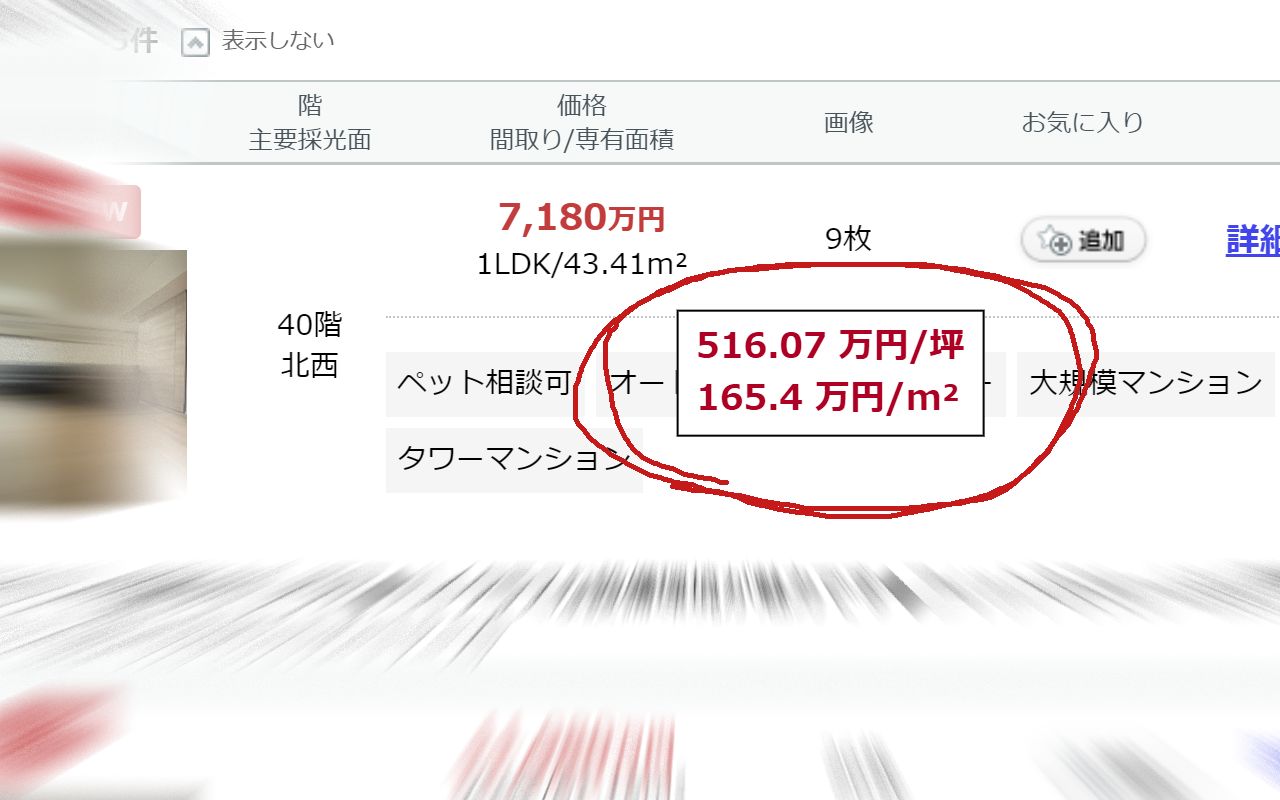 5件 表示しない
階
主要採光面
価格
間取り/専有面積
画像
お気に入り
W
7,180万円
1LDK/43.41m²
9枚
追加
詳細
40階
北西
516.07 万円/坪
165.4 万円/m²
ペット相談可
オート
大規模マンション
タワーマンション